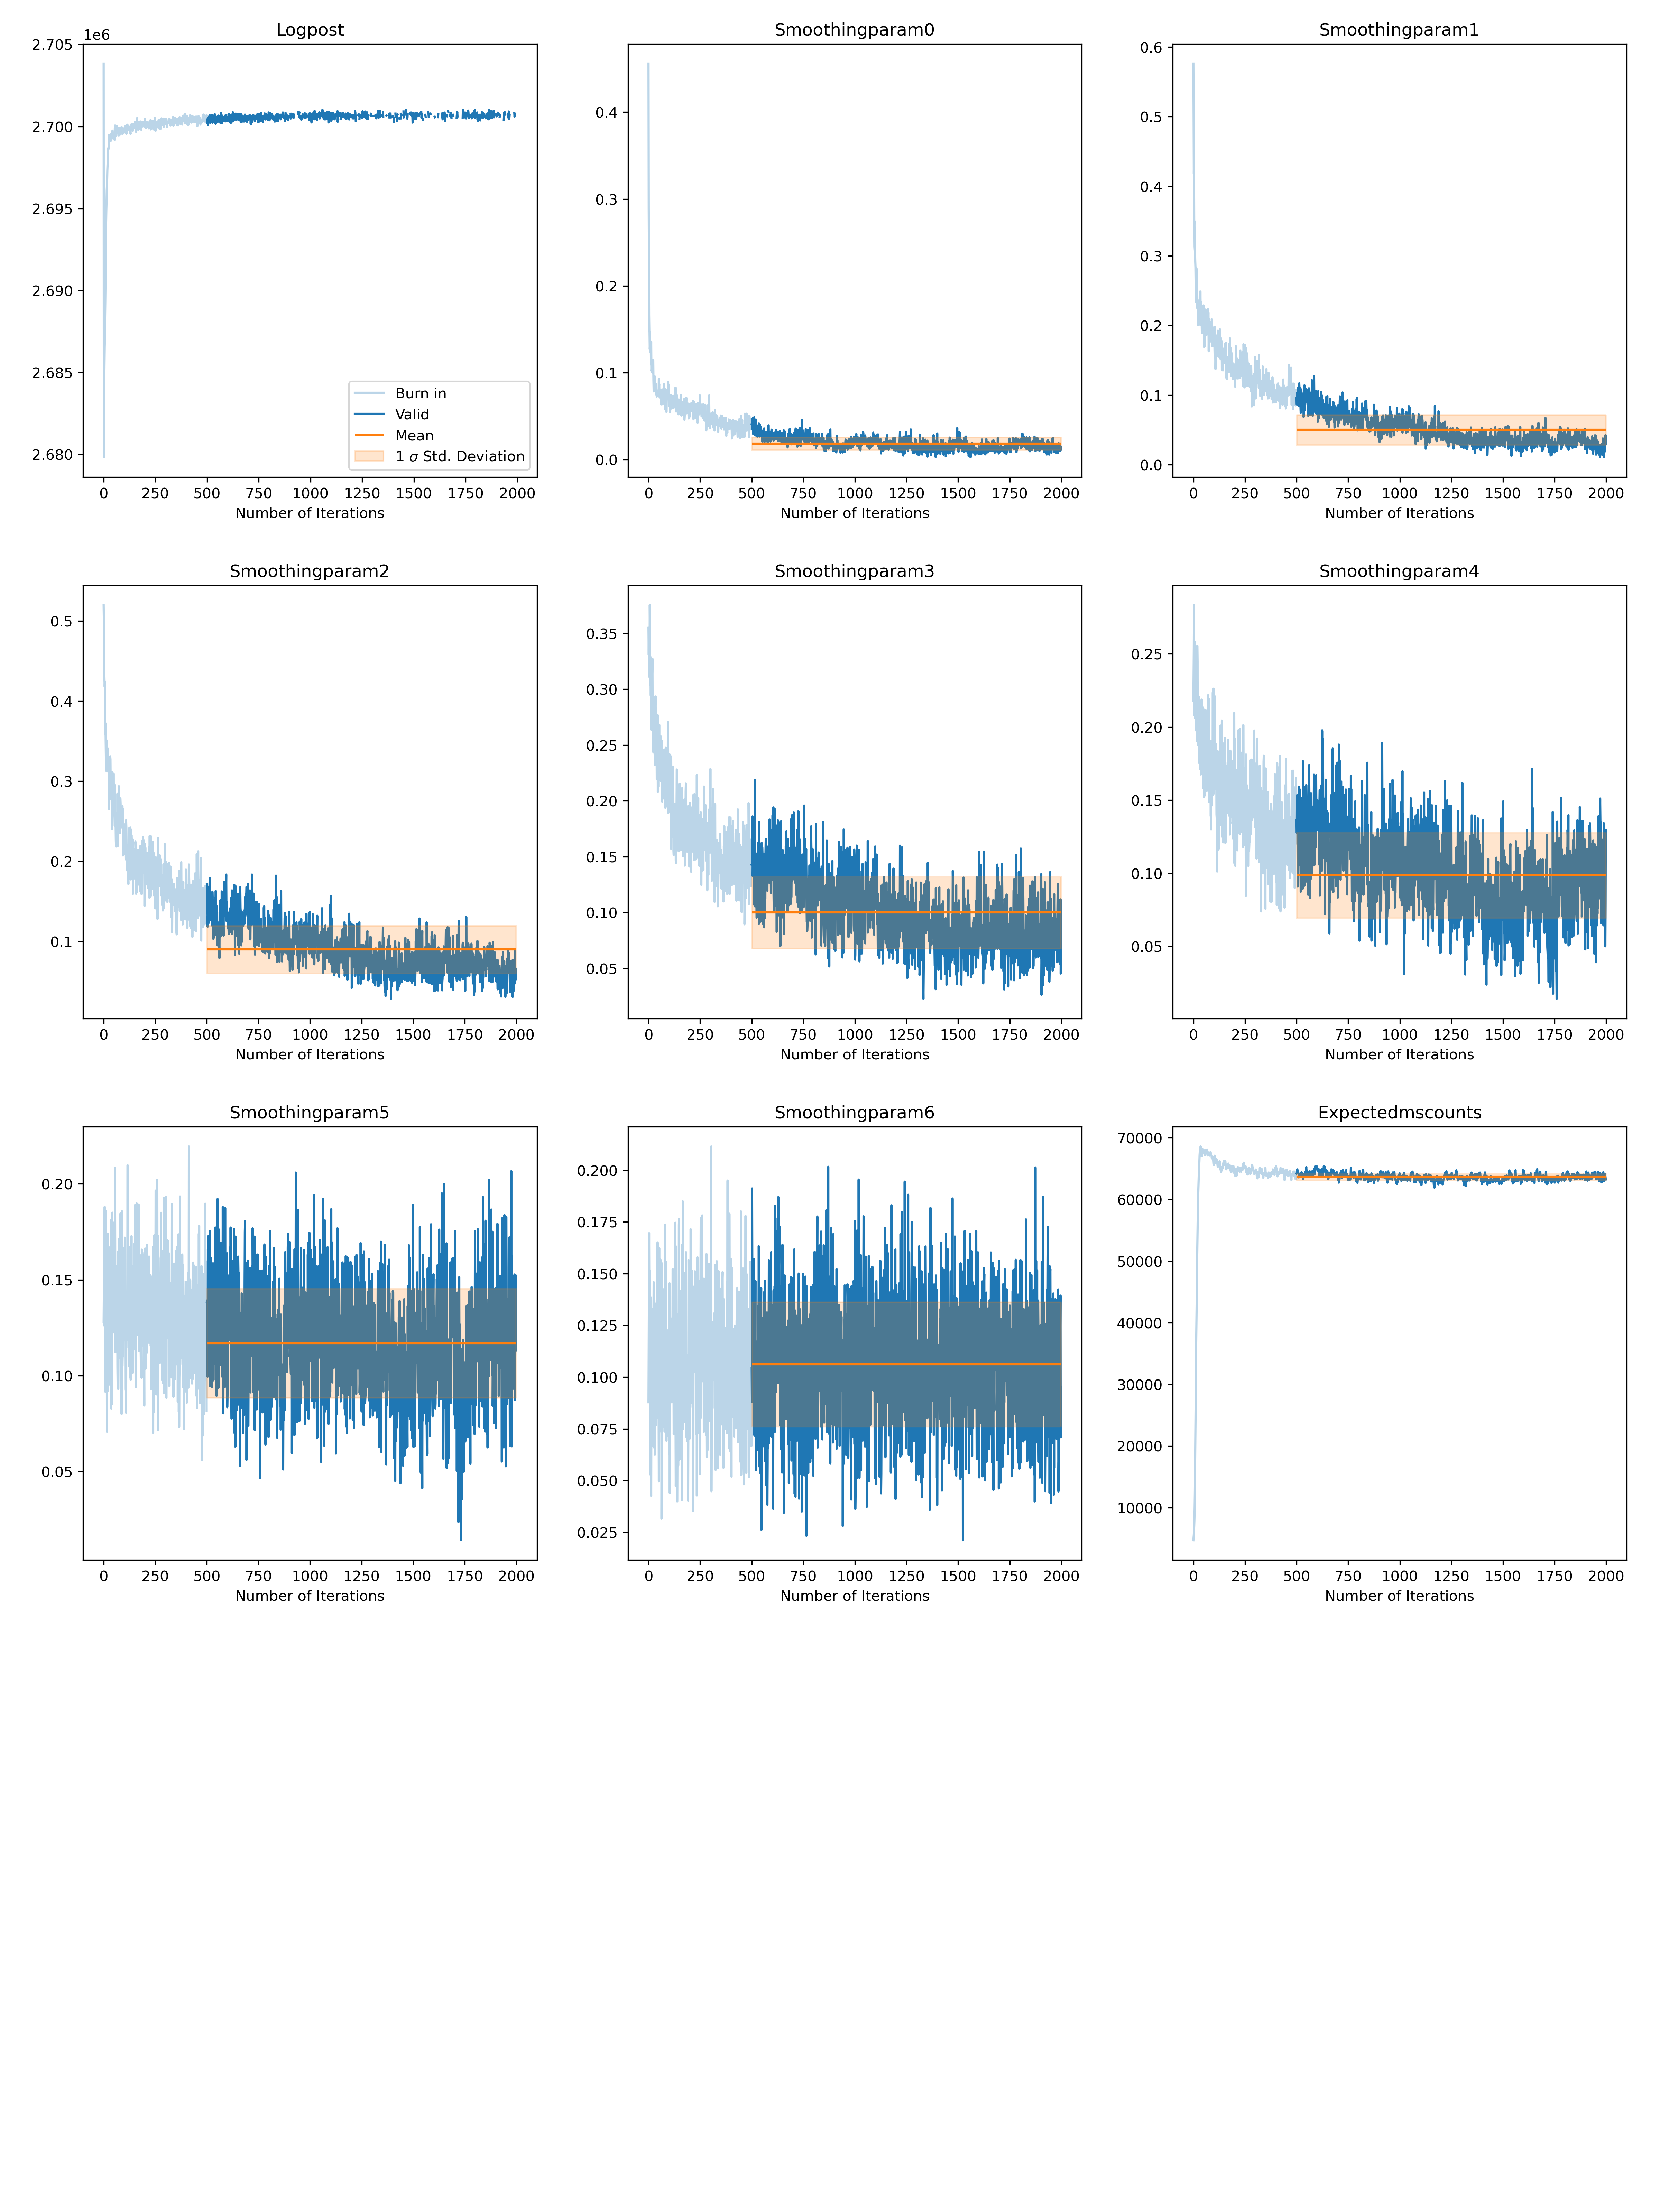 Logpost
1e6
2.705
2.700
2.695
2.690
2.685
2.680
Burn in
Valid
Mean
1 σ Std. Deviation
0 250 500 750 1000 1250 1500 1750 2000
Number of Iterations
Smoothingparam0
0.4
0.3
0.2
0.1
0.0
0 250 500 750 1000 1250 1500 1750 2000
Number of Iterations
Smoothingparam1
0.6
0.5
0.4
0.3
0.2
0.1
0.0
0 250 500 750 1000 1250 1500 1750 2000
Number of Iterations
Smoothingparam2
0.5
0.4
0.3
0.2
0.1
0 250 500 750 1000 1250 1500 1750 2000
Number of Iterations
Smoothingparam3
0.35
0.30
0.25
0.20
0.15
0.10
0.05
0 250 500 750 1000 1250 1500 1750 2000
Number of Iterations
Smoothingparam4
0.25
0.20
0.15
0.10
0.05
0 250 500 750 1000 1250 1500 1750 2000
Number of Iterations
Smoothingparam5
0.20
0.15
0.10
0.05
0 250 500 750 1000 1250 1500 1750 2000
Number of Iterations
Smoothingparam6
0.200
0.175
0.150
0.125
0.100
0.075
0.050
0.025
0 250 500 750 1000 1250 1500 1750 2000
Number of Iterations
Expectedmscounts
70000
60000
50000
40000
30000
20000
10000
0 250 500 750 1000 1250 1500 1750 2000
Number of Iterations